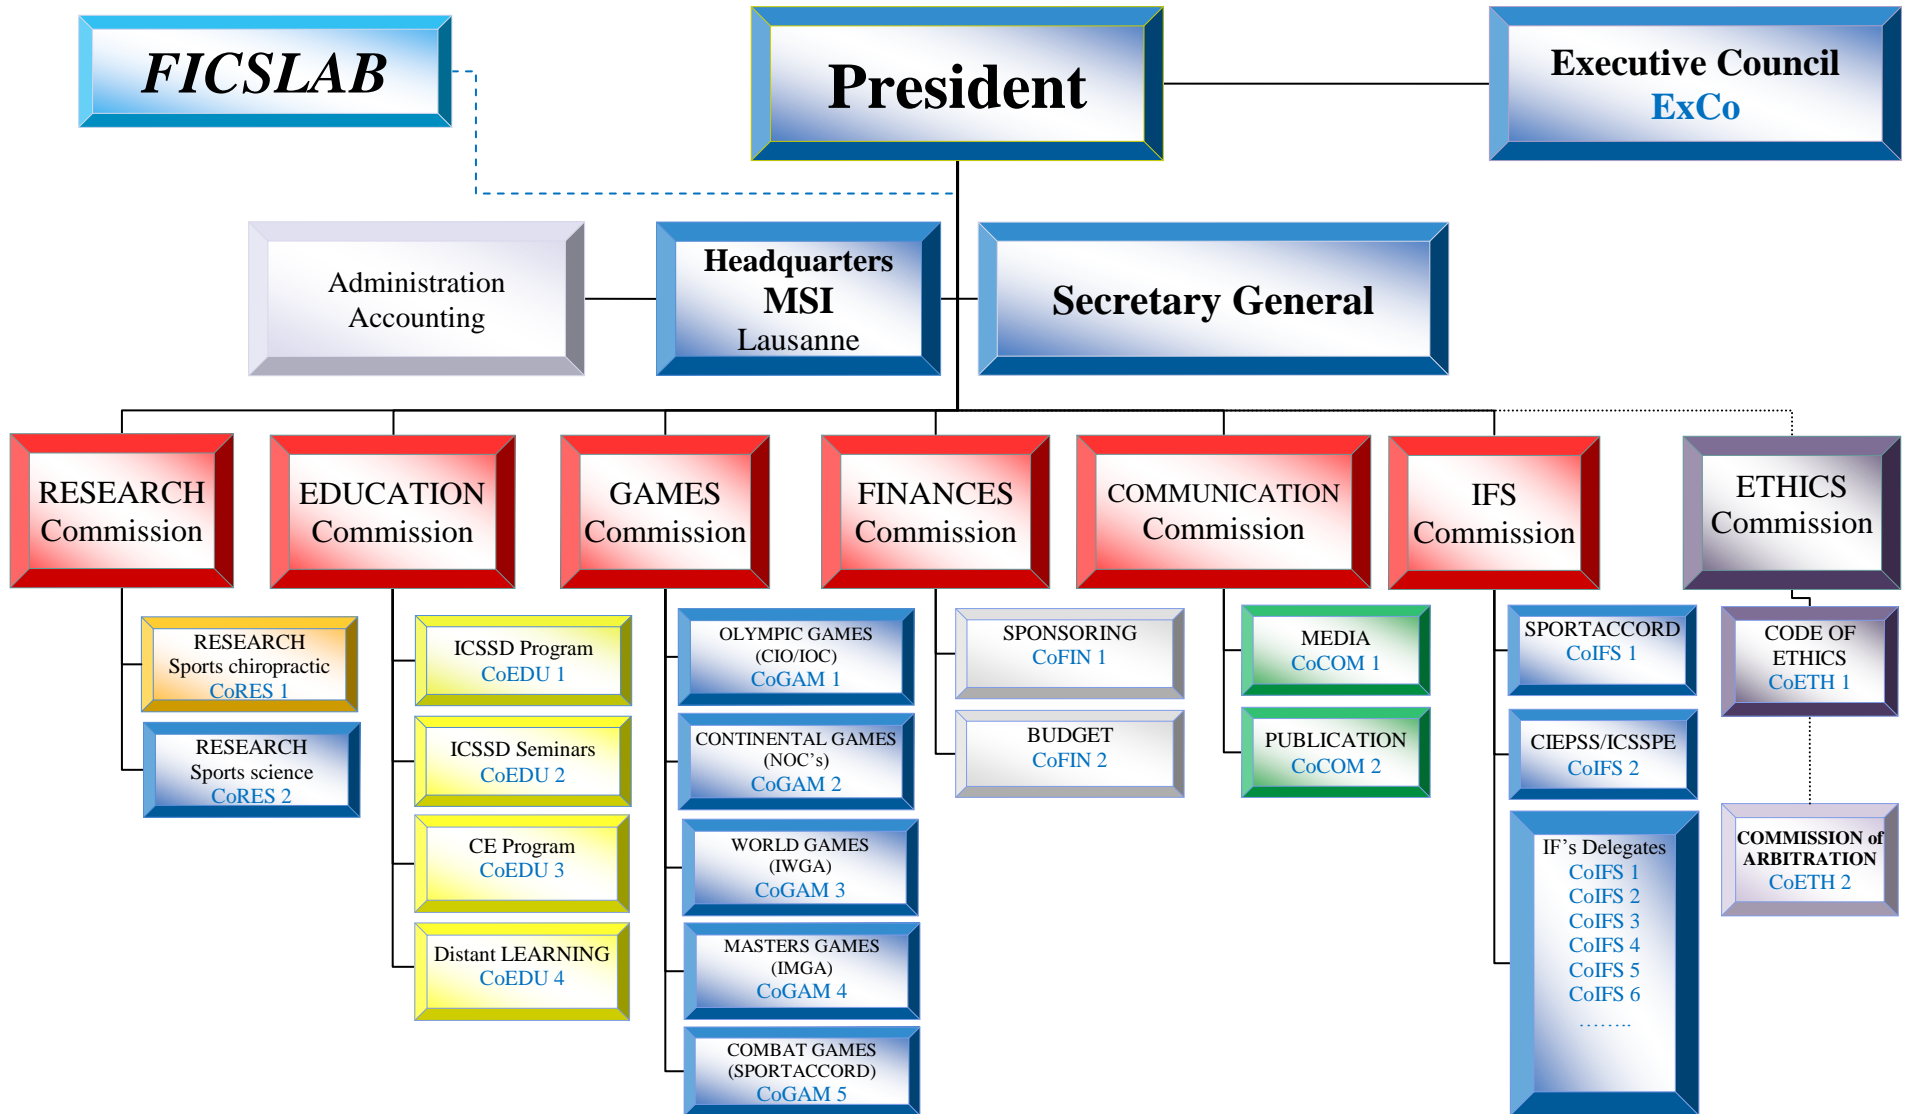 FICSLAB
President
Executive Council
ExCo
Administration
Accounting
Headquarters
MSI
Lausanne
Secretary General
RESEARCH
Commission
EDUCATION
Commission
GAMES
Commission
FINANCES
Commission
COMMUNICATION
Commission
IFS
Commission
ETHICS
Commission
RESEARCH
Sports chiropractic
CoRES 1
RESEARCH
Sports science
CoRES 2
ICSSD Program
CoEDU 1
ICSSD Seminars
CoEDU 2
CE Program
CoEDU 3
Distant LEARNING
CoEDU 4
OLYMPIC GAMES
(CIO/IOC)
CoGAM 1
CONTINENTAL GAMES
(NOC’s)
CoGAM 2
WORLD GAMES
(IWGA)
CoGAM 3
MASTERS GAMES
(IMGA)
CoGAM 4
COMBAT GAMES
(SPORTACCORD)
CoGAM 5
SPONSORING
CoFIN 1
BUDGET
CoFIN 2
MEDIA
CoCOM 1
PUBLICATION
CoCOM 2
SPORTACCORD
CoIFS 1
CIEPSS/ICSSPE
CoIFS 2
IF’s Delegates
CoIFS 1
CoIFS 2
CoIFS 3
CoIFS 4
CoIFS 5
CoIFS 6
……..
CODE OF
ETHICS
CoETH 1
COMMISSION of
ARBITRATION
CoETH 2